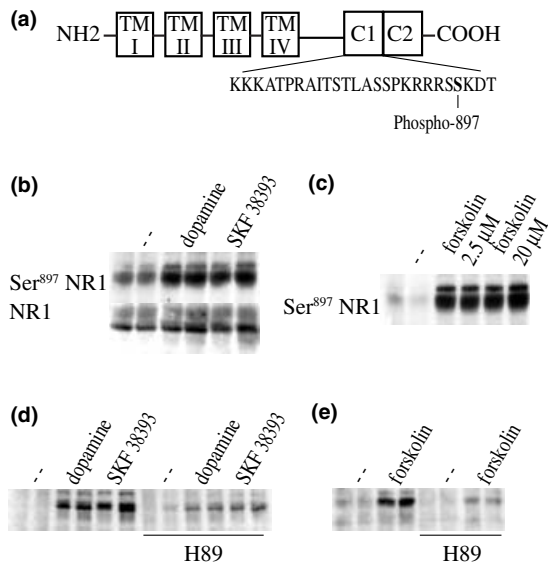 (a)
NH2 TM I TM II TM III TM IV C1 C2 COOH
KKKATPRAITSTLASSPKRRRSSKDT
Phospho-897
(b)
- - dopamine SKF 38393
Ser897 NR1
NR1
(c)
- - forskolin 2.5 µM forskolin 20 µM
Ser897 NR1
(d)
- - dopamine SKF 38393 - - dopamine SKF 38393
H89
(e)
- - forskolin - - forskolin
H89